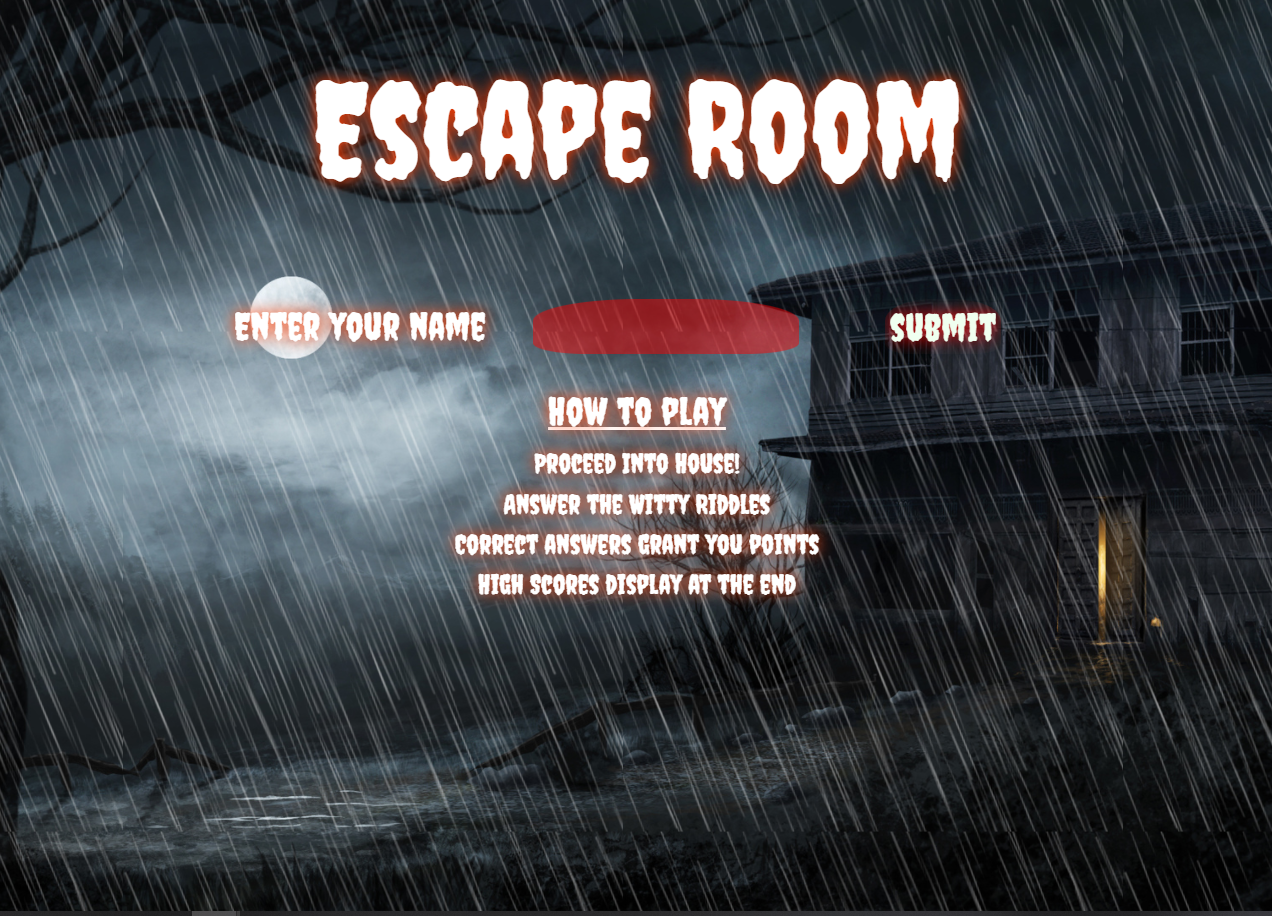 ESCAPE ROOM
ENTER YOUR NAME
SUBMIT
HOW TO PLAY
PROCEED INTO HOUSE!
ANSWER THE WITTY RIDDLES
CORRECT ANSWERS GRANT YOU POINTS
HIGH SCORES DISPLAY AT THE END